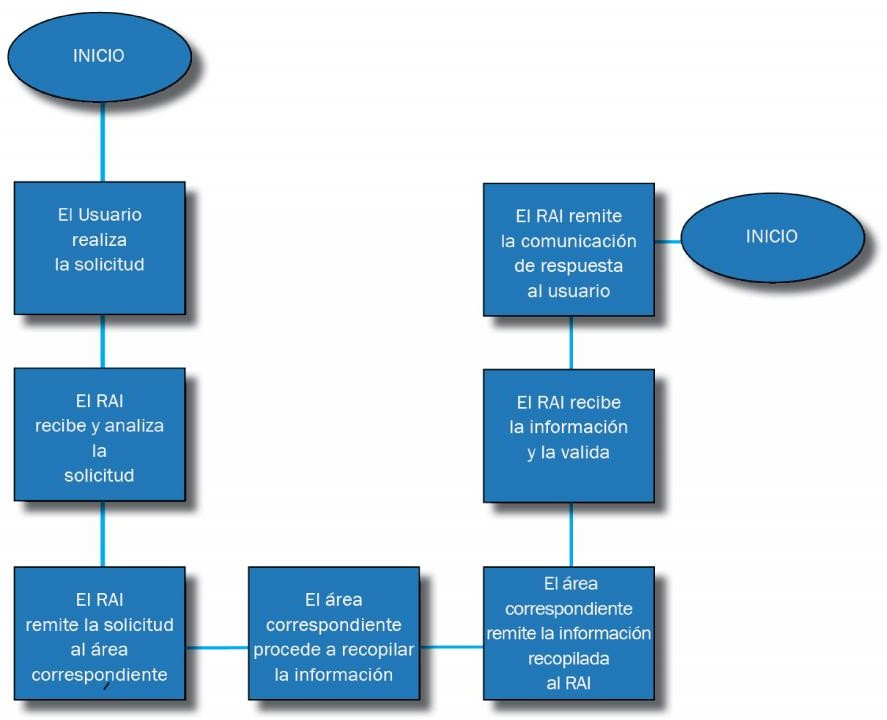 INICIO
El Usuario
realiza
la solicitud
El RAI
recibe y analiza
la
solicitud
El RAI
remite la solicitud
al área
correspondiente
El área
correspondiente
procede a recopilar
la información
El área
correspondiente
remite la información
recopilada
al RAI
El RAI recibe
la información
y la valida
El RAI remite
la comunicación
de respuesta
al usuario
INICIO